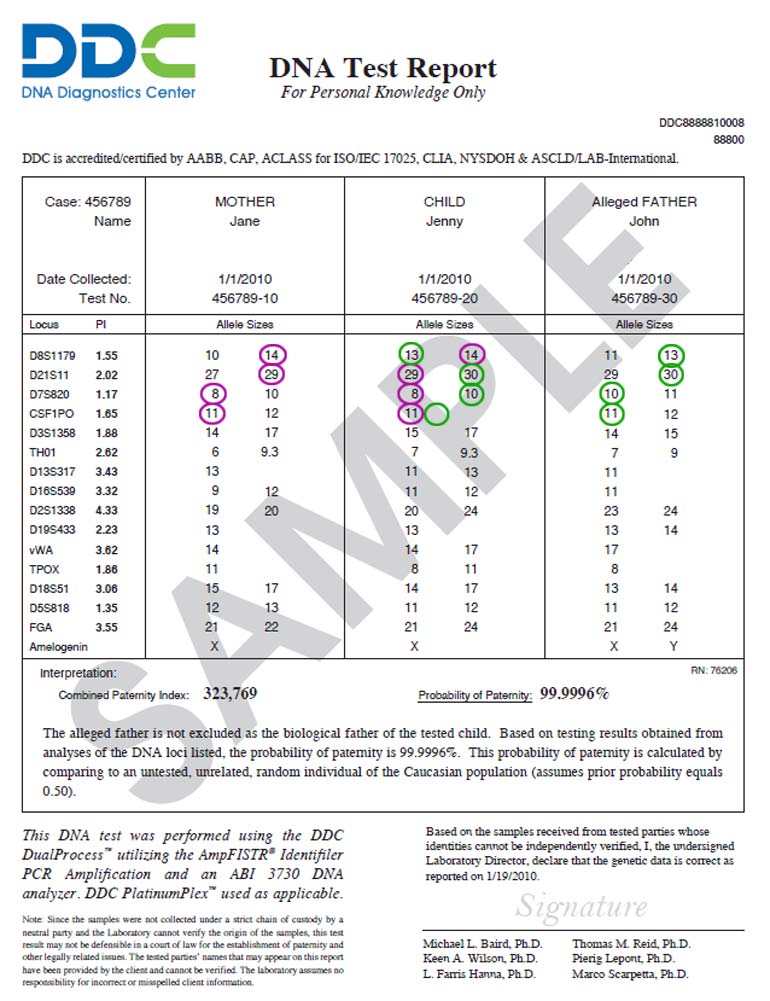 DDC
DNA Diagnostics Center
DNA Test Report
For Personal Knowledge Only
DDC8888810008
88800
DDC is accredited/certified by AABB, CAP, ACLASS for ISO/IEC 17025, CLIA, NYSDOH & ASCLD/LAB-International.
Case: 456789 MOTHER CHILD Alleged FATHER
Name Jane Jenny John
Date Collected: 1/1/2010 1/1/2010 1/1/2010
Test No. 456789-10 456789-20 456789-30
Locus PI Allele Sizes Allele Sizes Allele Sizes
D8S1179 1.55 10 14 13 14 11 13
D21S11 2.02 27 29 29 30 29 30
D7S820 1.17 8 10 8 10 10 11
CSF1PO 1.65 11 12 11 11 12
D3S1358 1.88 14 17 15 17 14 15
TH01 2.62 6 9.3 7 9.3 7 9
D13S317 3.43 13 11 13 11
D16S539 3.32 9 12 11 12 11
D2S1338 4.33 19 20 20 24 23 24
D19S433 2.23 13 13 13 14
vWA 3.62 14 14 17 17
TPOX 1.86 11 8 11 8
D18S51 3.06 15 17 14 17 13 14
D5S818 1.35 12 13 11 12 11 12
FGA 3.55 21 22 21 24 21 24
Amelogenin X X X Y
SAMPLE
Interpretation: RN: 76206
Combined Paternity Index: 323,769 Probability of Paternity: 99.9996%
The alleged father is not excluded as the biological father of the tested child. Based on testing results obtained from
analyses of the DNA loci listed, the probability of paternity is 99.9996%. This probability of paternity is calculated by
comparing to an untested, unrelated, random individual of the Caucasian population (assumes prior probability equals
0.50).
This DNA test was performed using the DDC
DualProcess™ utilizing the AmpFISTR® Identifiler
PCR Amplification and an ABI 3730 DNA
analyzer. DDC PlatinumPlex™ used as applicable.
Note: Since the samples were not collected under a strict chain of custody by a
neutral party and the Laboratory cannot verify the origin of the samples, this test
result may not be defensible in a court of law for the establishment of paternity and
other legally related issues. The tested parties' names that may appear on this report
have been provided by the client and cannot be verified. The laboratory assumes no
responsibility for incorrect or misspelled client information.
Based on the samples received from tested parties whose
identities cannot be independently verified, I, the undersigned
Laboratory Director, declare that the genetic data is correct as
reported on 1/19/2010.
Signature
Michael L. Baird, Ph.D. Thomas M. Reid, Ph.D.
Keen A. Wilson, Ph.D. Pierig Lepont, Ph.D.
L. Farris Hanna, Ph.D. Marco Scarpetta, Ph.D.